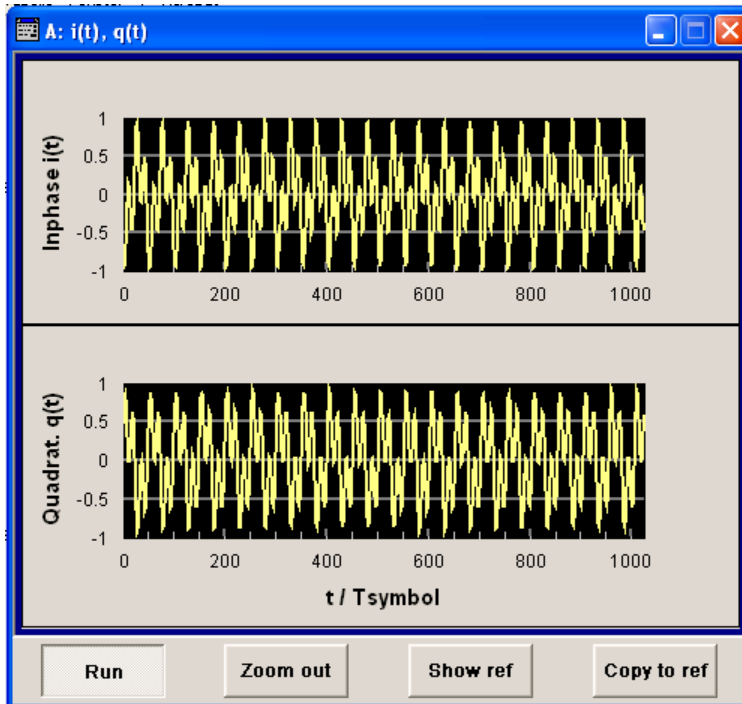 A: i(t), q(t)
Inphase i(t)
1
0.5
0
-0.5
-1
0 200 400 600 800 1000
Quadrat. q(t)
1
0.5
0
-0.5
-1
0 200 400 600 800 1000
t / Tsymbol
Run Zoom out Show ref Copy to ref